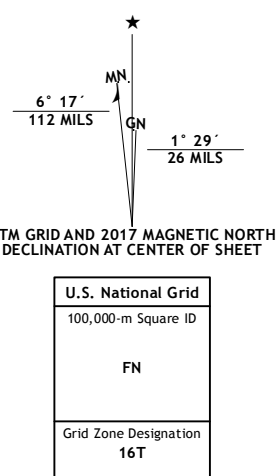 MN
GN
6° 17´
112 MILS
1° 29´
26 MILS
TM GRID AND 2017 MAGNETIC NORTH
DECLINATION AT CENTER OF SHEET
U.S. National Grid
100,000-m Square ID
FN
Grid Zone Designation
16T